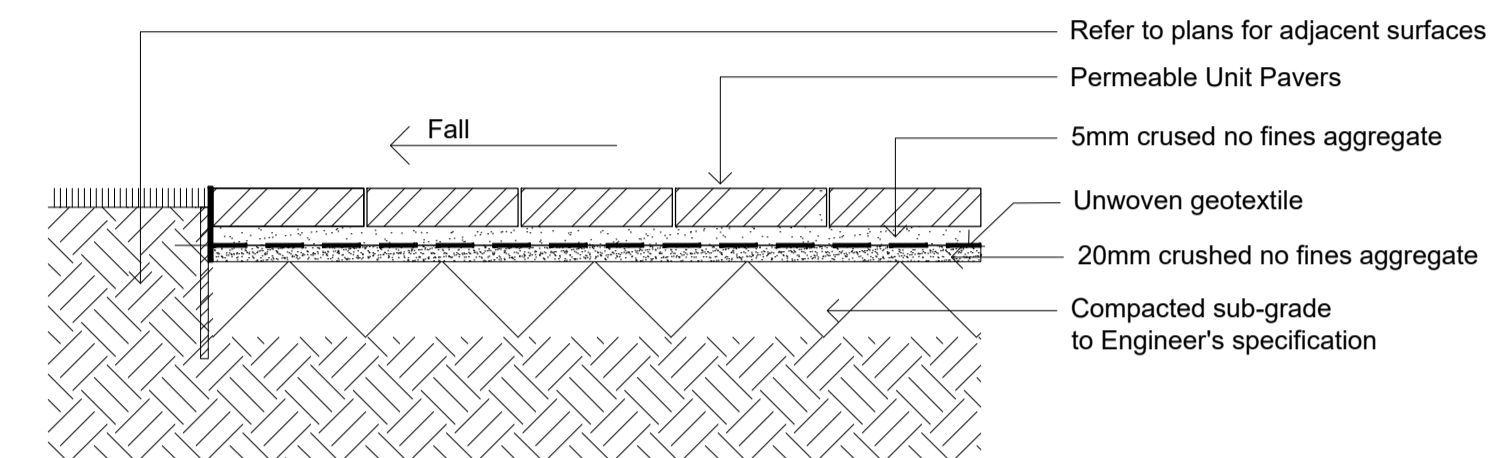 Refer to plans for adjacent surfaces
Permeable Unit Pavers
Fall
5mm crused no fines aggregate
Unwoven geotextile
20mm crushed no fines aggregate
Compacted sub-grade
to Engineer's specification